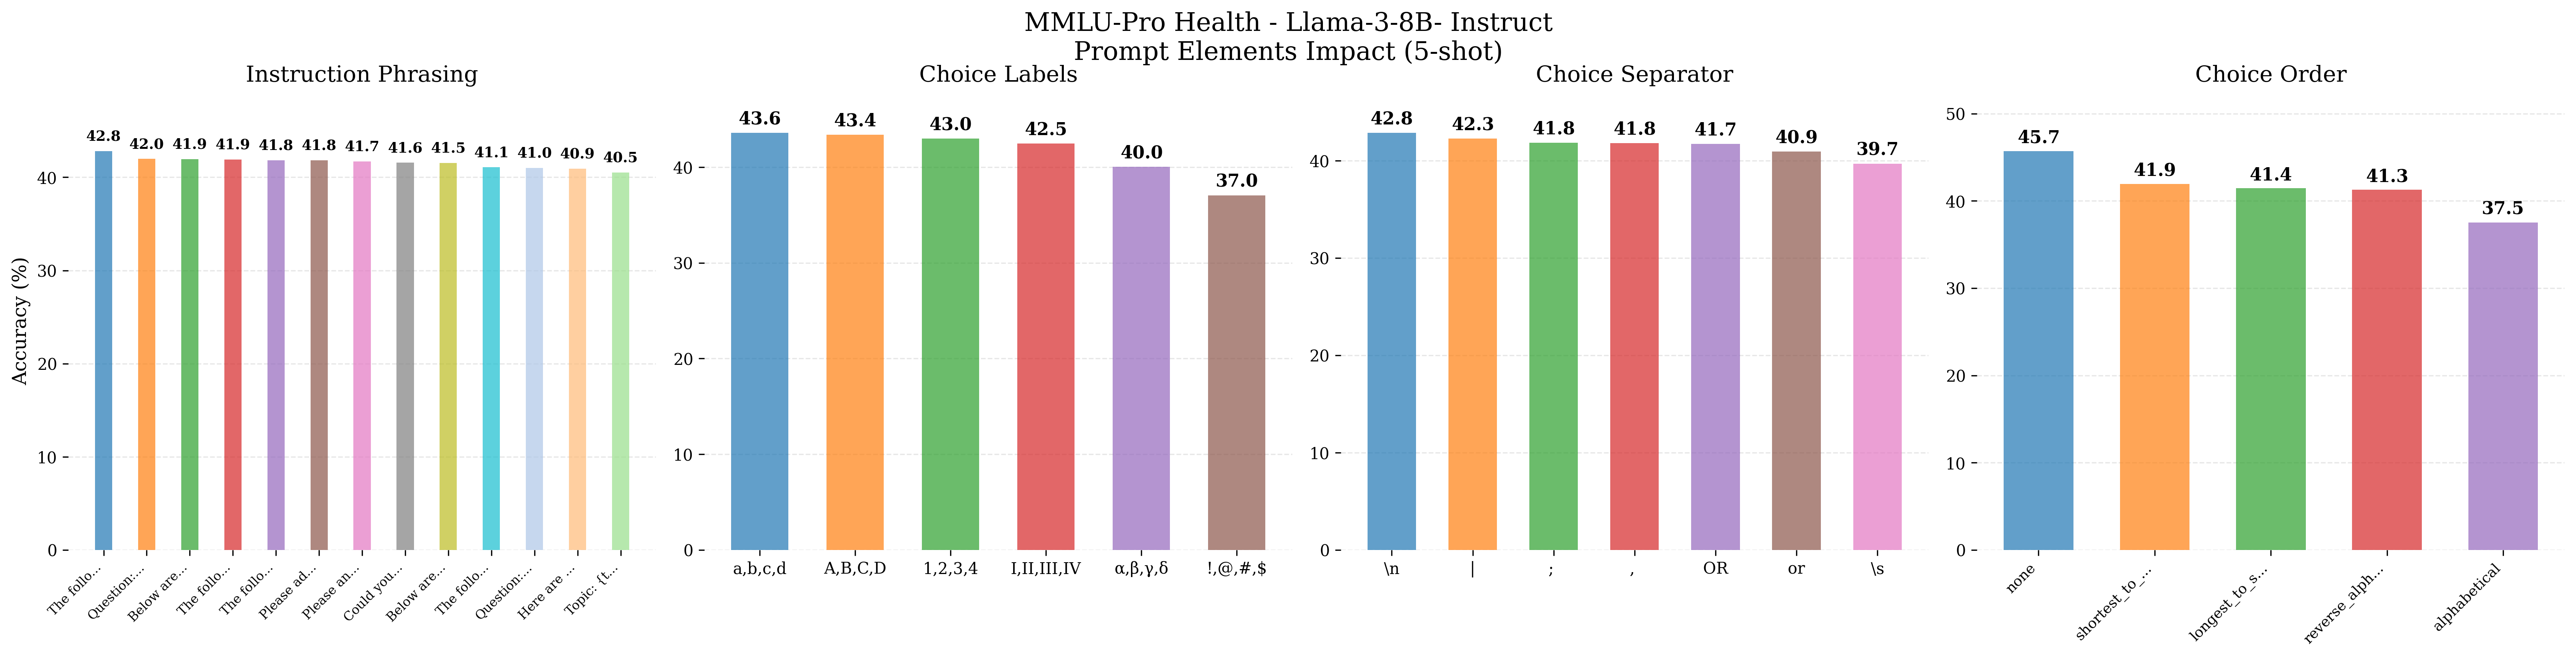 MMLU-Pro Health - Llama-3-8B- Instruct
Prompt Elements Impact (5-shot)
Instruction Phrasing
Accuracy (%)
40
30
20
10
0
42.8
42.0
41.9
41.9
41.8
41.8
41.7
41.6
41.5
41.1
41.0
40.9
40.5
The follo...
Question:...
Below are...
The follo...
The follo...
Please ad...
Please an...
Could you...
Below are...
The follo...
Question:...
Here are ...
Topic: {t...
Choice Labels
40
30
20
10
0
43.6
43.4
43.0
42.5
40.0
37.0
a,b,c,d
A,B,C,D
1,2,3,4
I,II,III,IV
α,β,γ,δ
!,@,#,$
Choice Separator
40
30
20
10
0
42.8
42.3
41.8
41.8
41.7
40.9
39.7
\n
|
;
,
OR
or
\s
Choice Order
50
40
30
20
10
0
45.7
41.9
41.4
41.3
37.5
none
shortest_to_...
longest_to_s...
reverse_alph...
alphabetical